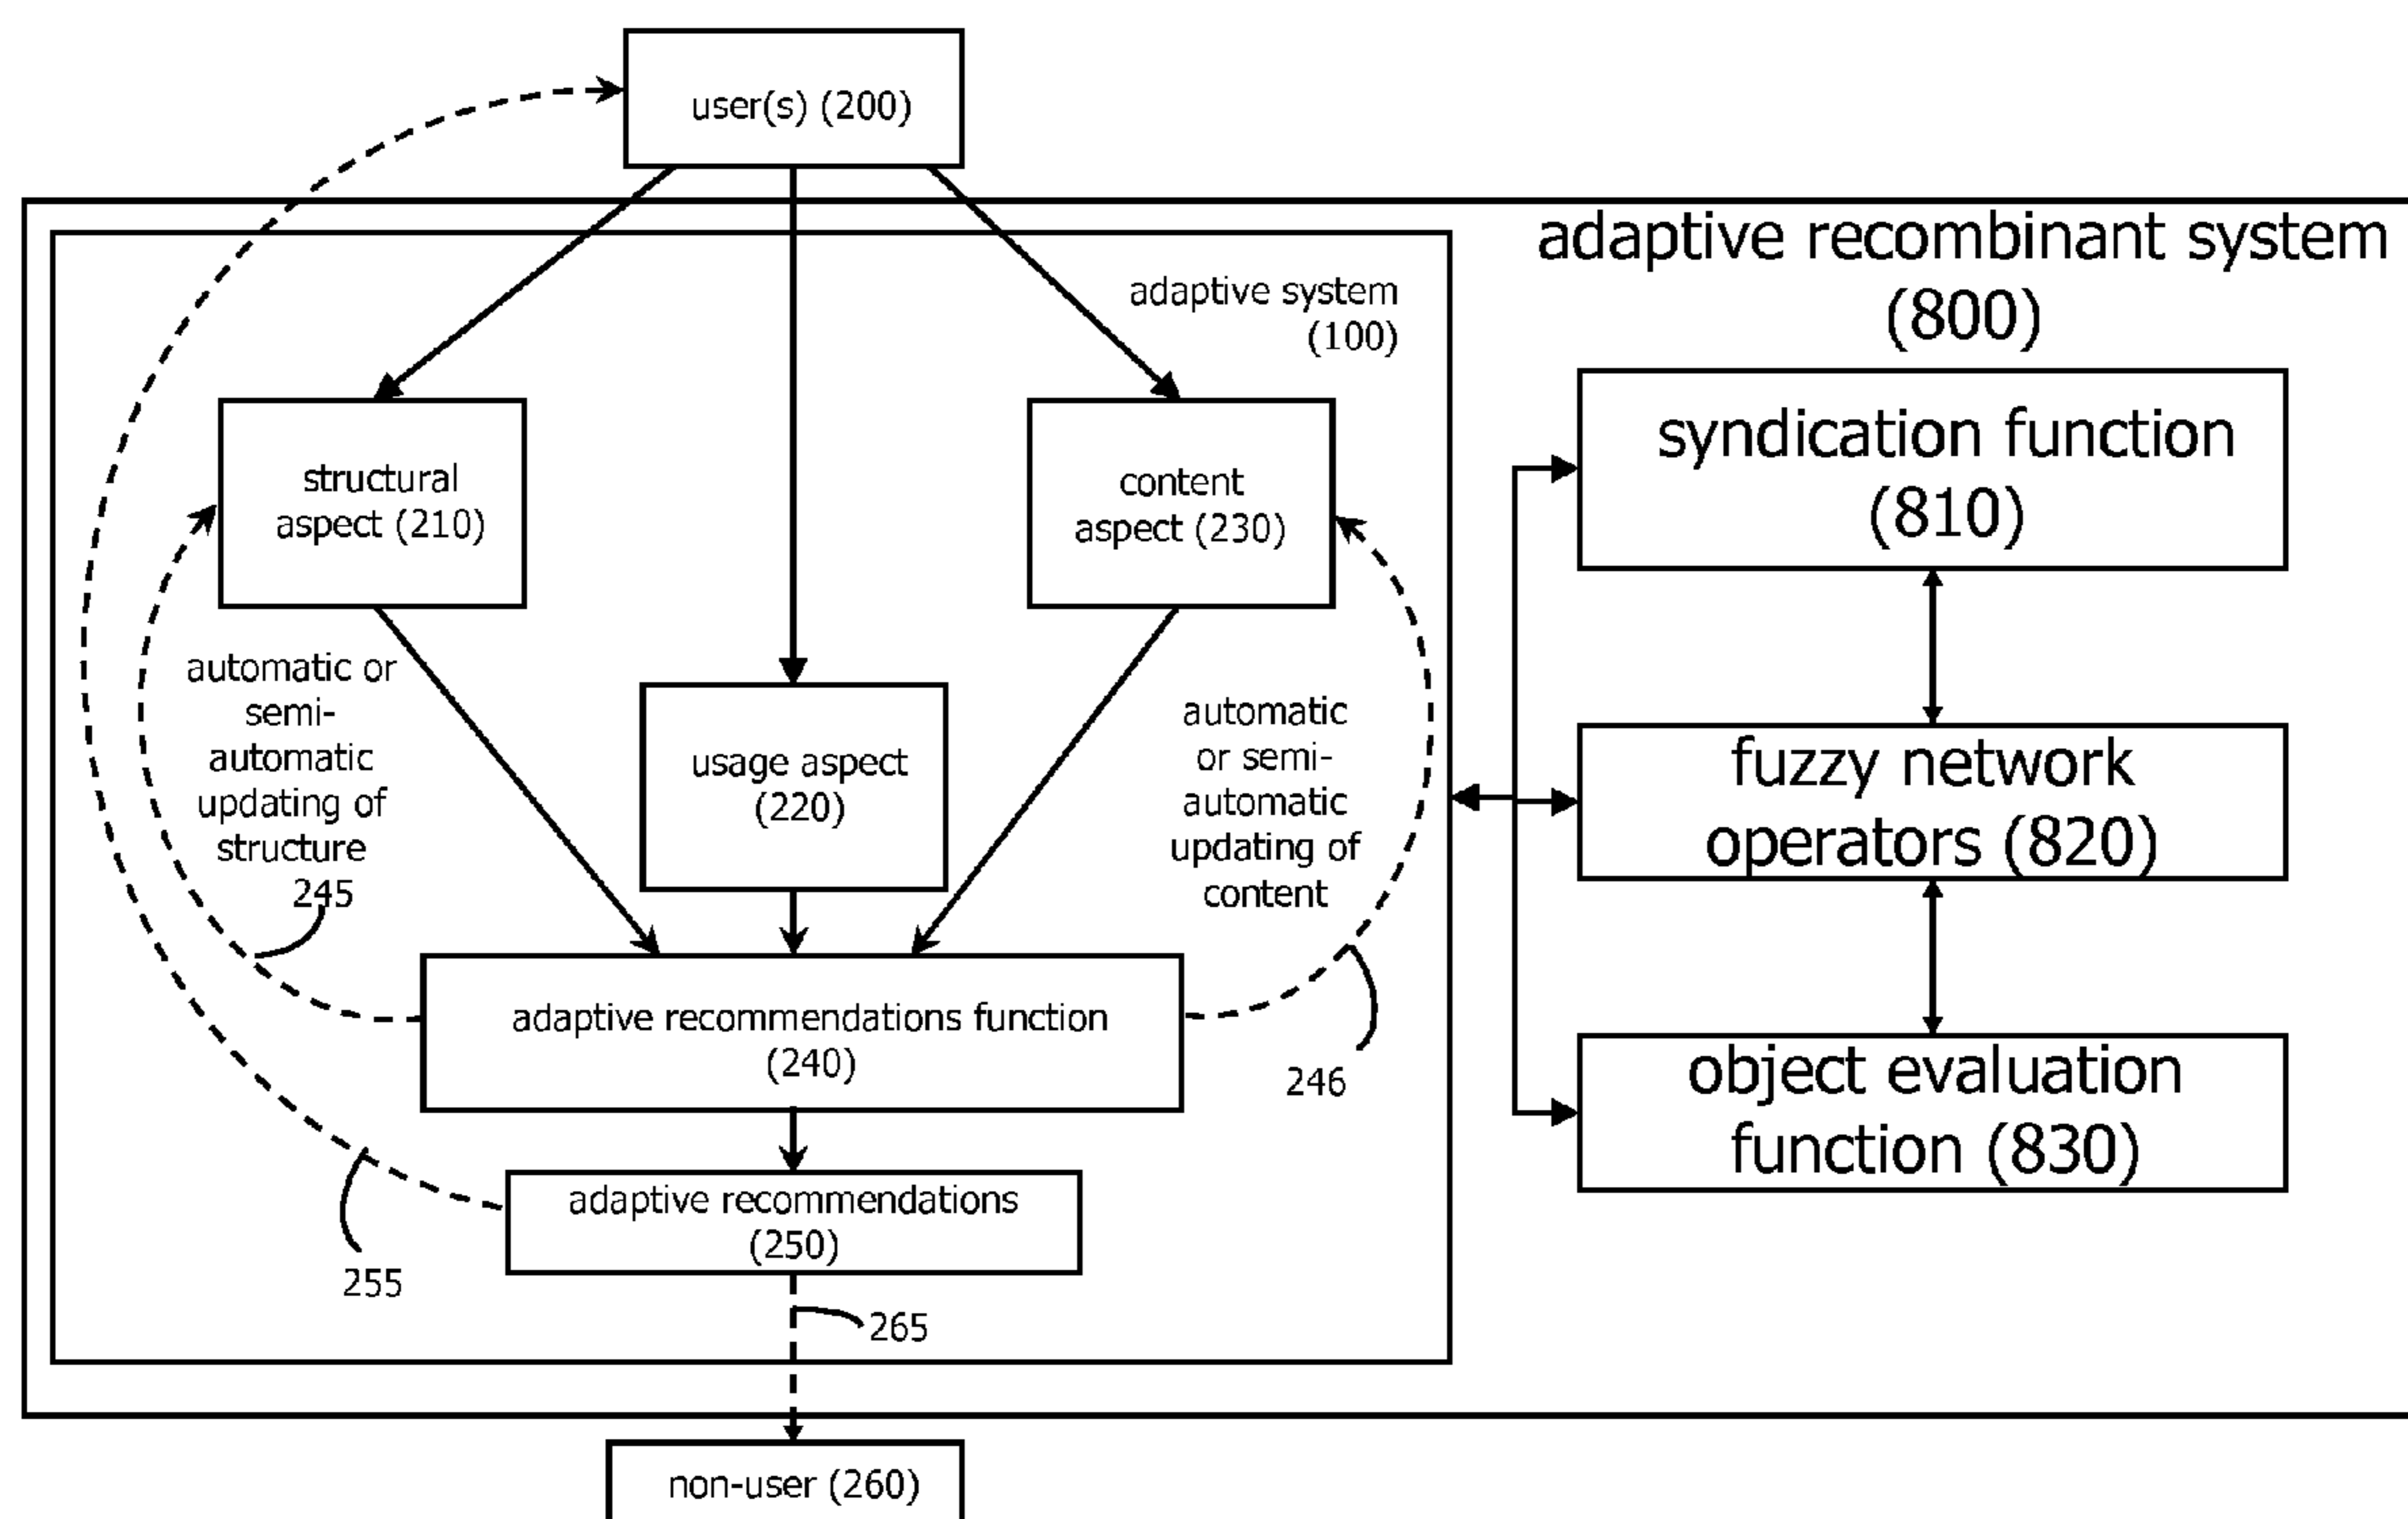 user(s) (200)
adaptive recombinant system
(800)
adaptive system
(100)
structural
aspect (210)
content
aspect (230)
syndication function
(810)
automatic or
semi-
automatic
updating of
structure
245
usage aspect
(220)
automatic
or semi-
automatic
updating of
content
fuzzy network
operators (820)
adaptive recommendations function
(240)
246
object evaluation
function (830)
adaptive recommendations
(250)
255
265
non-user (260)